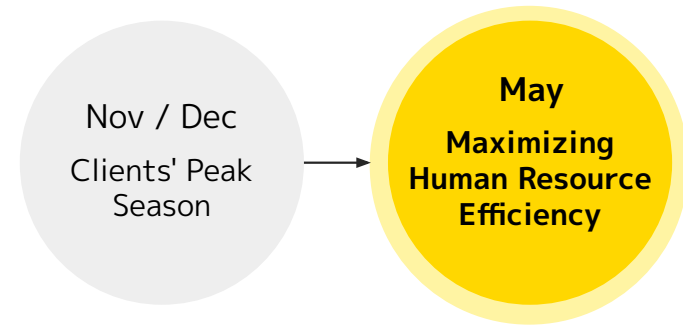 Nov / Dec
Clients' Peak
Season
May
Maximizing
Human Resource
Efficiency